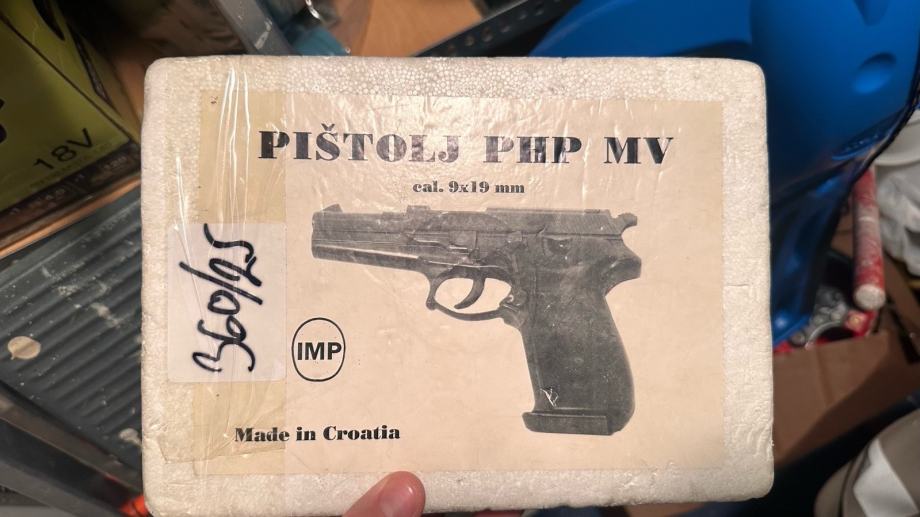 PIŠTOLJ PHP MV
cal. 9x19 mm
360/25
IMP
Made in Croatia
18V